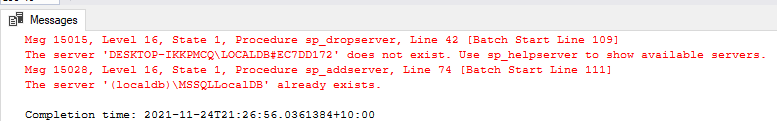 Messages
Msg 15015, Level 16, State 1, Procedure sp_dropserver, Line 42 [Batch Start Line 109]
The server 'DESKTOP-IKKPMCQ\LOCALDB#EC7DD172' does not exist. Use sp_helpserver to show available servers.
Msg 15028, Level 16, State 1, Procedure sp_addserver, Line 74 [Batch Start Line 111]
The server '(localdb)\MSSQLLocalDB' already exists.
Completion time: 2021-11-24T21:26:56.0361384+10:00